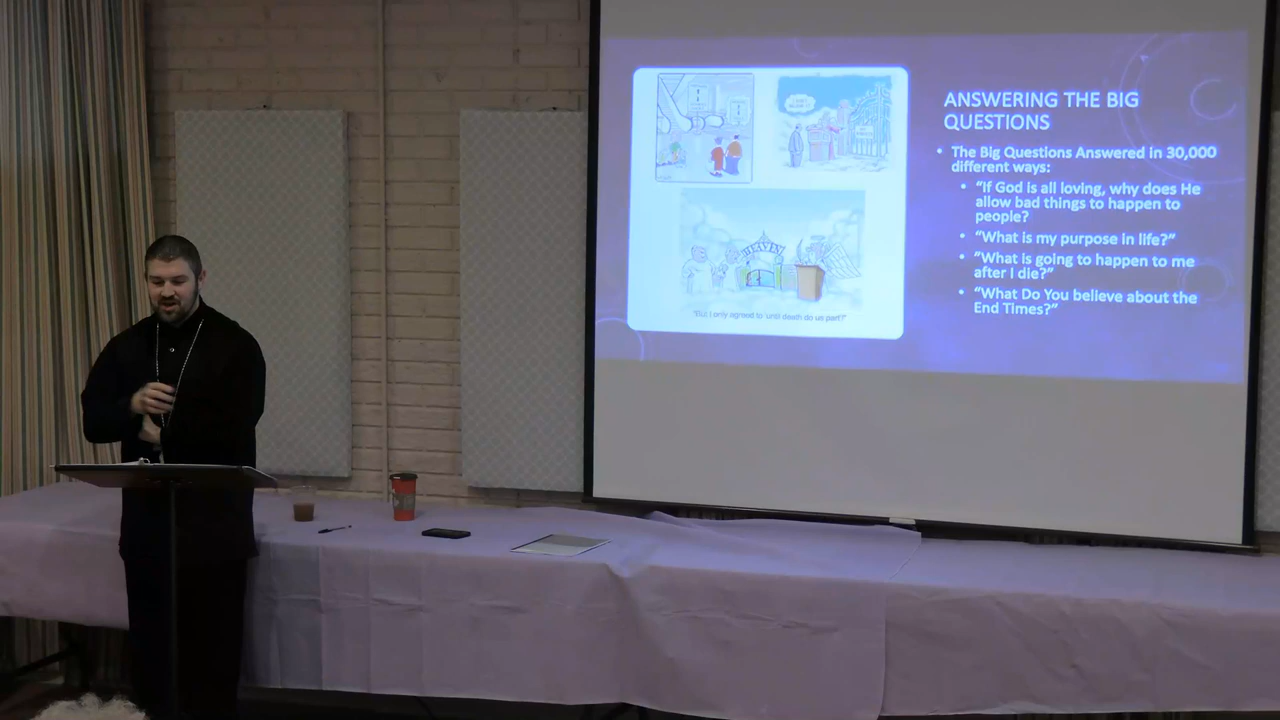 ANSWERING THE BIG
QUESTIONS
• The Big Questions Answered in 30,000
different ways:
• "If God is all loving, why does He
allow bad things to happen to
people?
• "What is my purpose in life?"
• "What is going to happen to me
after I die?"
• "What Do You believe about the
End Times?"
HEAVEN
"But I only agreed to 'until death do us part'!"